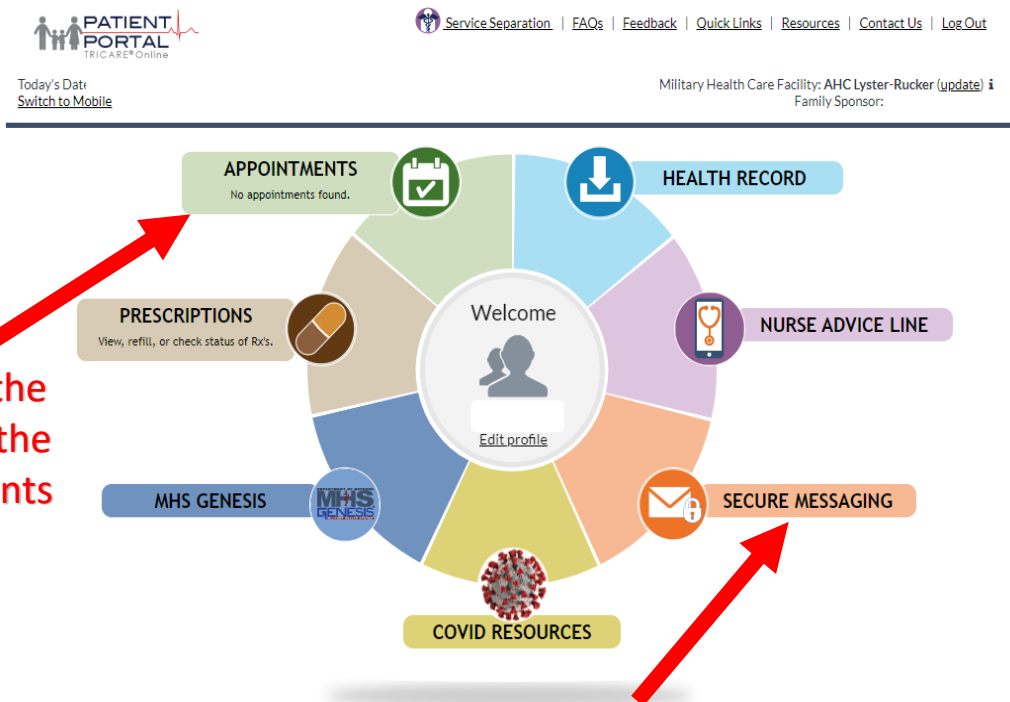 PATIENT
PORTAL
TRICARE® Online
Service Separation | FAQs | Feedback | Quick Links | Resources | Contact Us | Log Out
Today's Dat
Switch to Mobile
Military Health Care Facility: AHC Lyster-Rucker (update) i
Family Sponsor:
APPOINTMENTS
No appointments found.
HEALTH RECORD
PRESCRIPTIONS
View, refill, or check status of Rx's.
Welcome
Edit profile
NURSE ADVICE LINE
the
the
nts
MHS GENESIS
MHS
GENESIS
SECURE MESSAGING
COVID RESOURCES